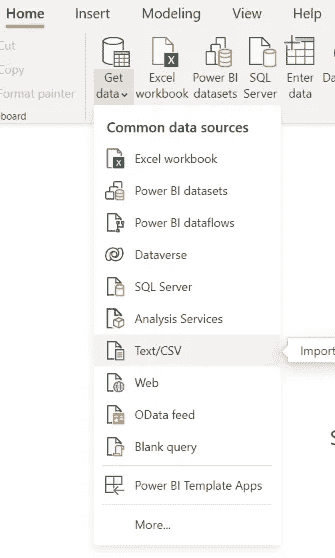 Home Insert Modeling View Help
Cut
Copy
Format painter
board
Get data
Excel workbook
Power BI datasets
SQL Server
Enter data
Da
Common data sources
Excel workbook
Power BI datasets
Power BI dataflows
Dataverse
SQL Server
Analysis Services
Text/CSV
Import
Web
OData feed
Blank query
Power BI Template Apps
More...